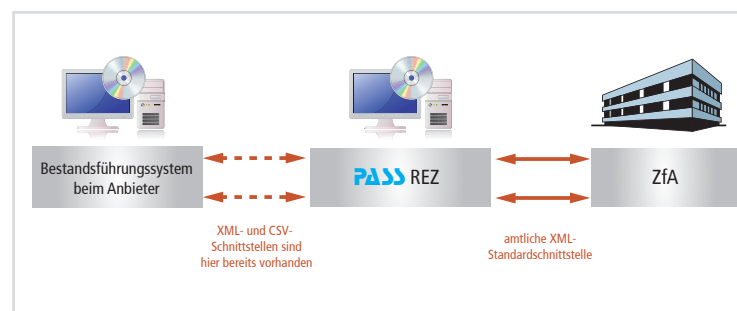 Bestandsführungssystem
beim Anbieter
PASS REZ
ZfA
XML- und CSV-
Schnittstellen sind
hier bereits vorhanden
amtliche XML-
Standardschnittstelle